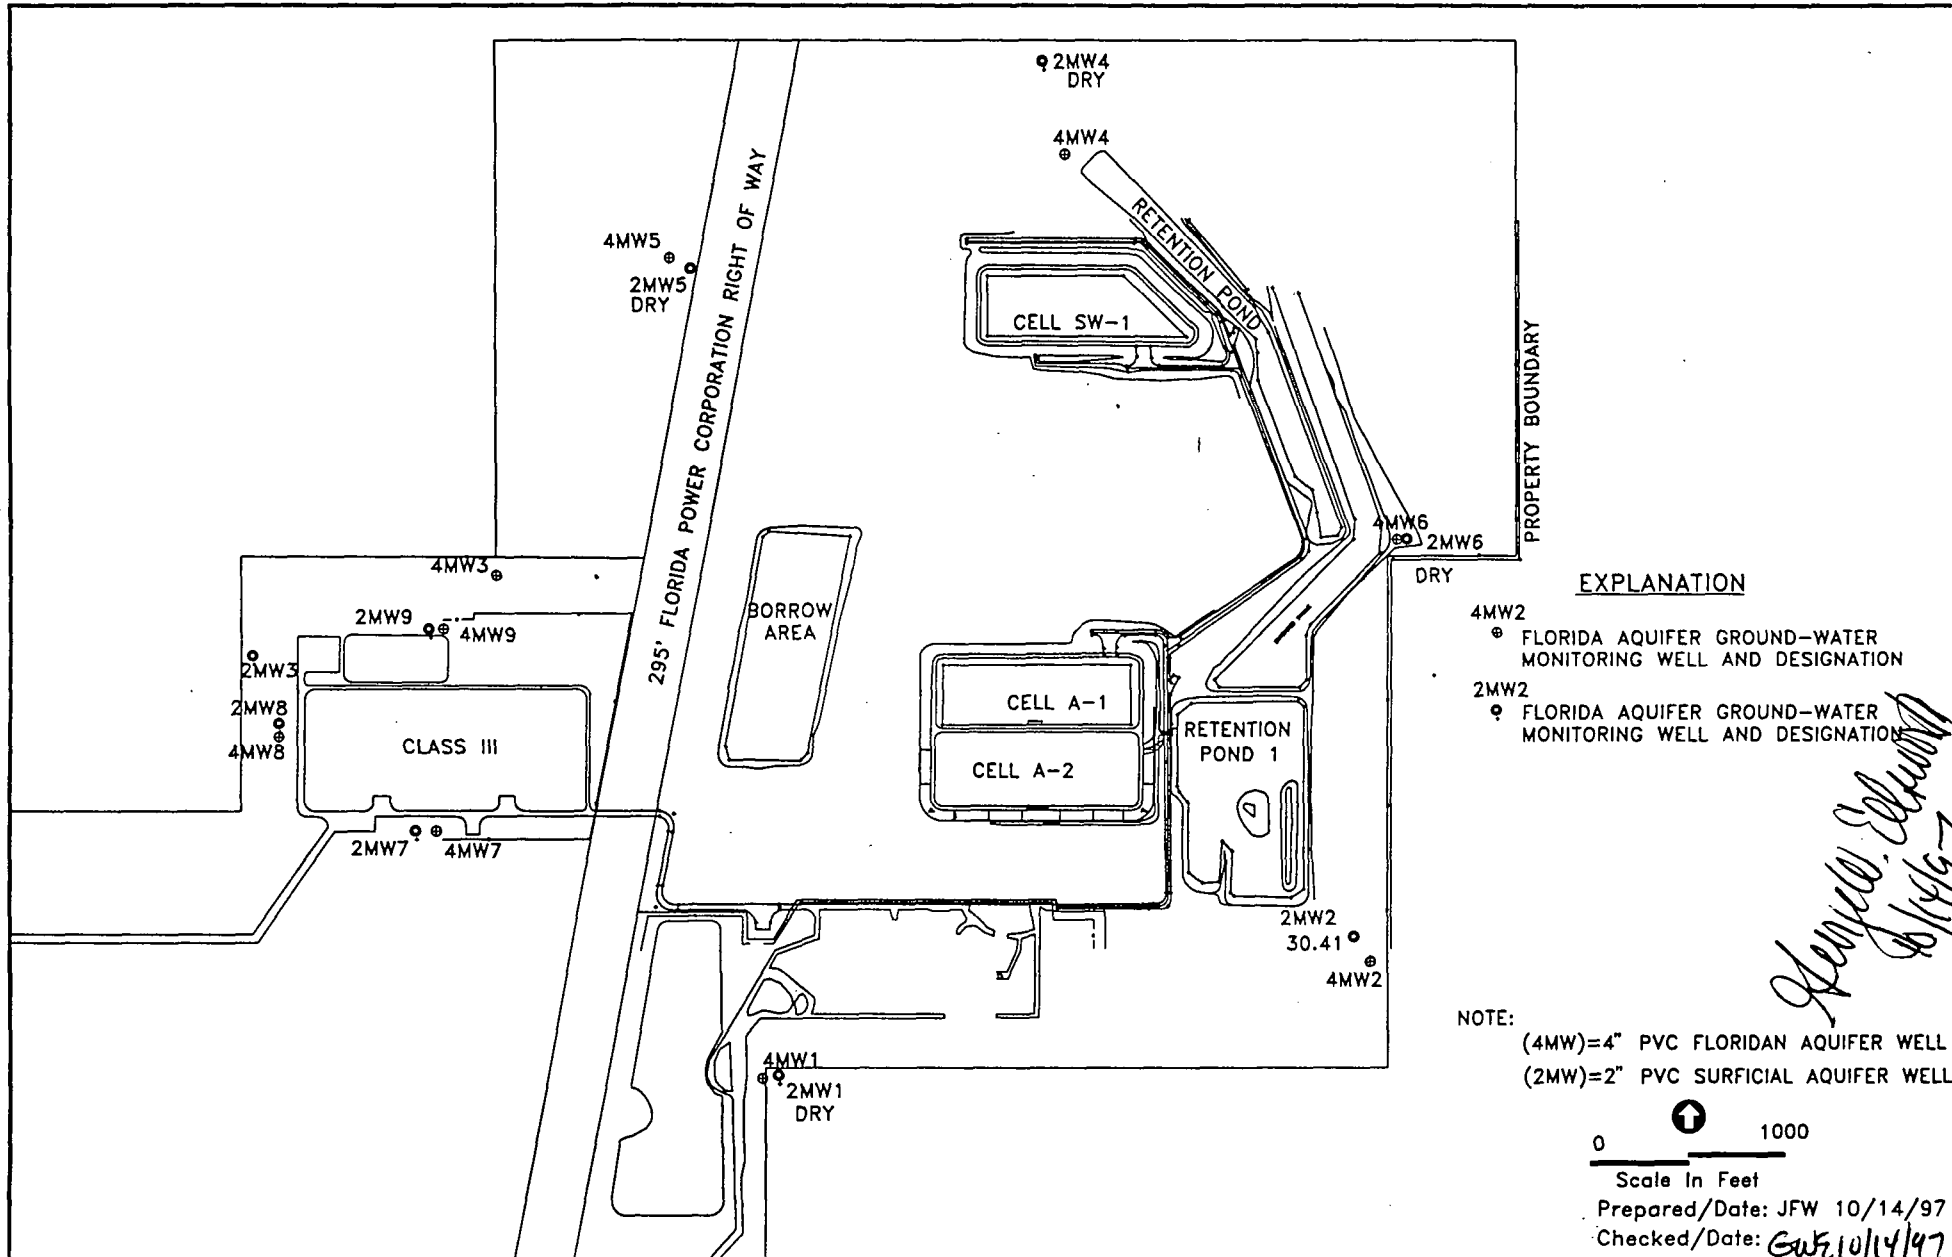 2MW4
DRY
4MW4
295' FLORIDA POWER CORPORATION RIGHT OF WAY
RETENTION POND
4MW5
2MW5
DRY
CELL SW-1
PROPERTY BOUNDARY
4MW6
2MW6
DRY
4MW3
2MW9
4MW9
BORROW
AREA
2MW3
2MW8
4MW8
CLASS III
CELL A-1
CELL A-2
RETENTION
POND 1
2MW7
4MW7
2MW2
30.41
4MW2
4MW1
2MW1
DRY
EXPLANATION
4MW2
FLORIDA AQUIFER GROUND-WATER
MONITORING WELL AND DESIGNATION
2MW2
FLORIDA AQUIFER GROUND-WATER
MONITORING WELL AND DESIGNATION
10/14/97
NOTE:
(4MW)=4" PVC FLORIDAN AQUIFER WELL
(2MW)=2" PVC SURFICIAL AQUIFER WELL
0 1000
Scale In Feet
Prepared/Date: JFW 10/14/97
Checked/Date: GWE 10/14/97